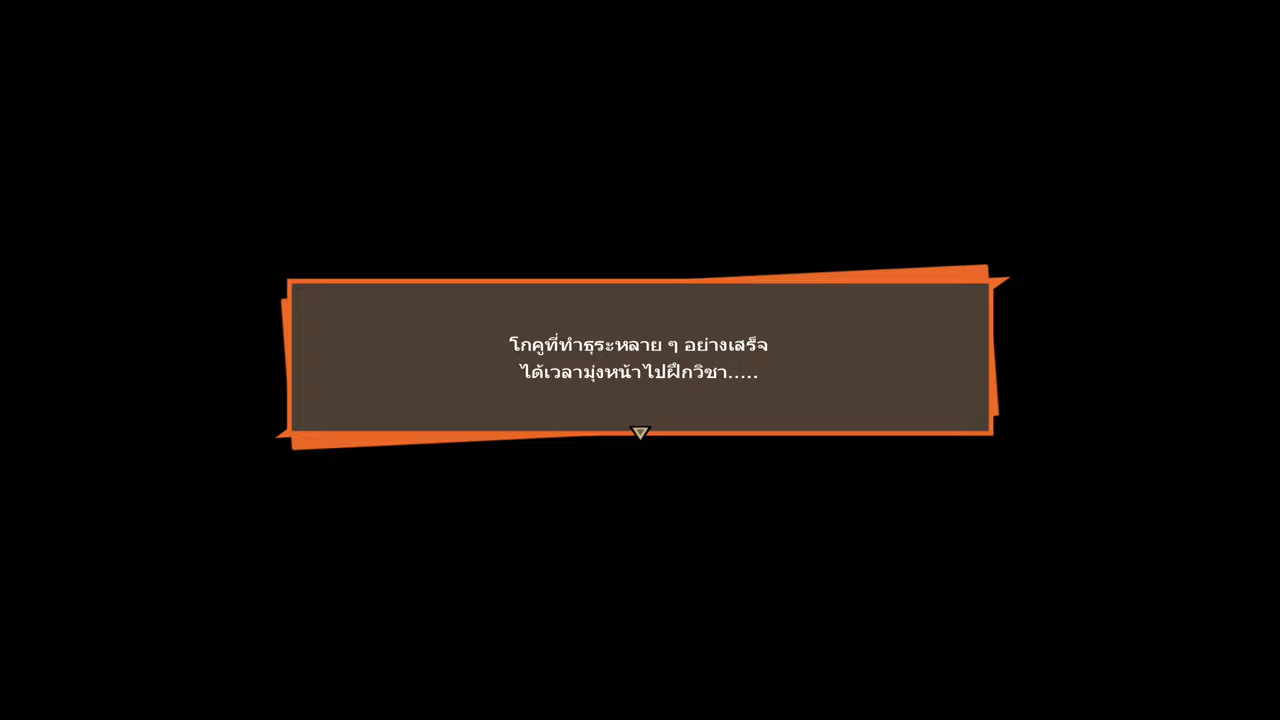 โกคูที่ทำธุระหลาย ๆ อย่างเสร็จ
ได้เวลามุ่งหน้าไปฝึกวิชา.....